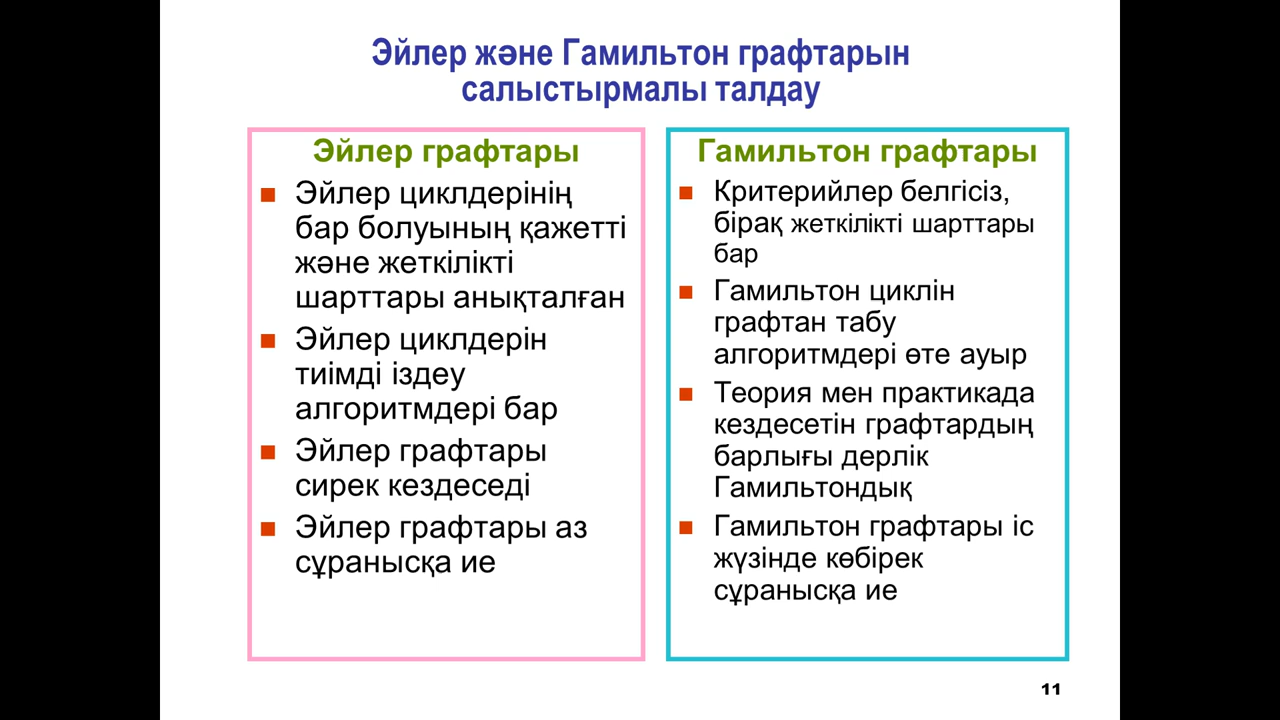 Эйлер және Гамильтон графтарын
салыстырмалы талдау
Эйлер графтары
Эйлер циклдерінің
бар болуының қажетті
және жеткілікті
шарттары анықталған
Эйлер циклдерін
тиімді іздеу
алгоритмдері бар
Эйлер графтары
сирек кездеседі
Эйлер графтары аз
сұранысқа ие
Гамильтон графтары
Критерийлер белгісіз,
бірақ жеткілікті шарттары
бар
Гамильтон циклін
графтан табу
алгоритмдері өте ауыр
Теория мен практикада
кездесетін графтардың
барлығы дерлік
Гамильтондық
Гамильтон графтары іс
жүзінде көбірек
сұранысқа ие
11